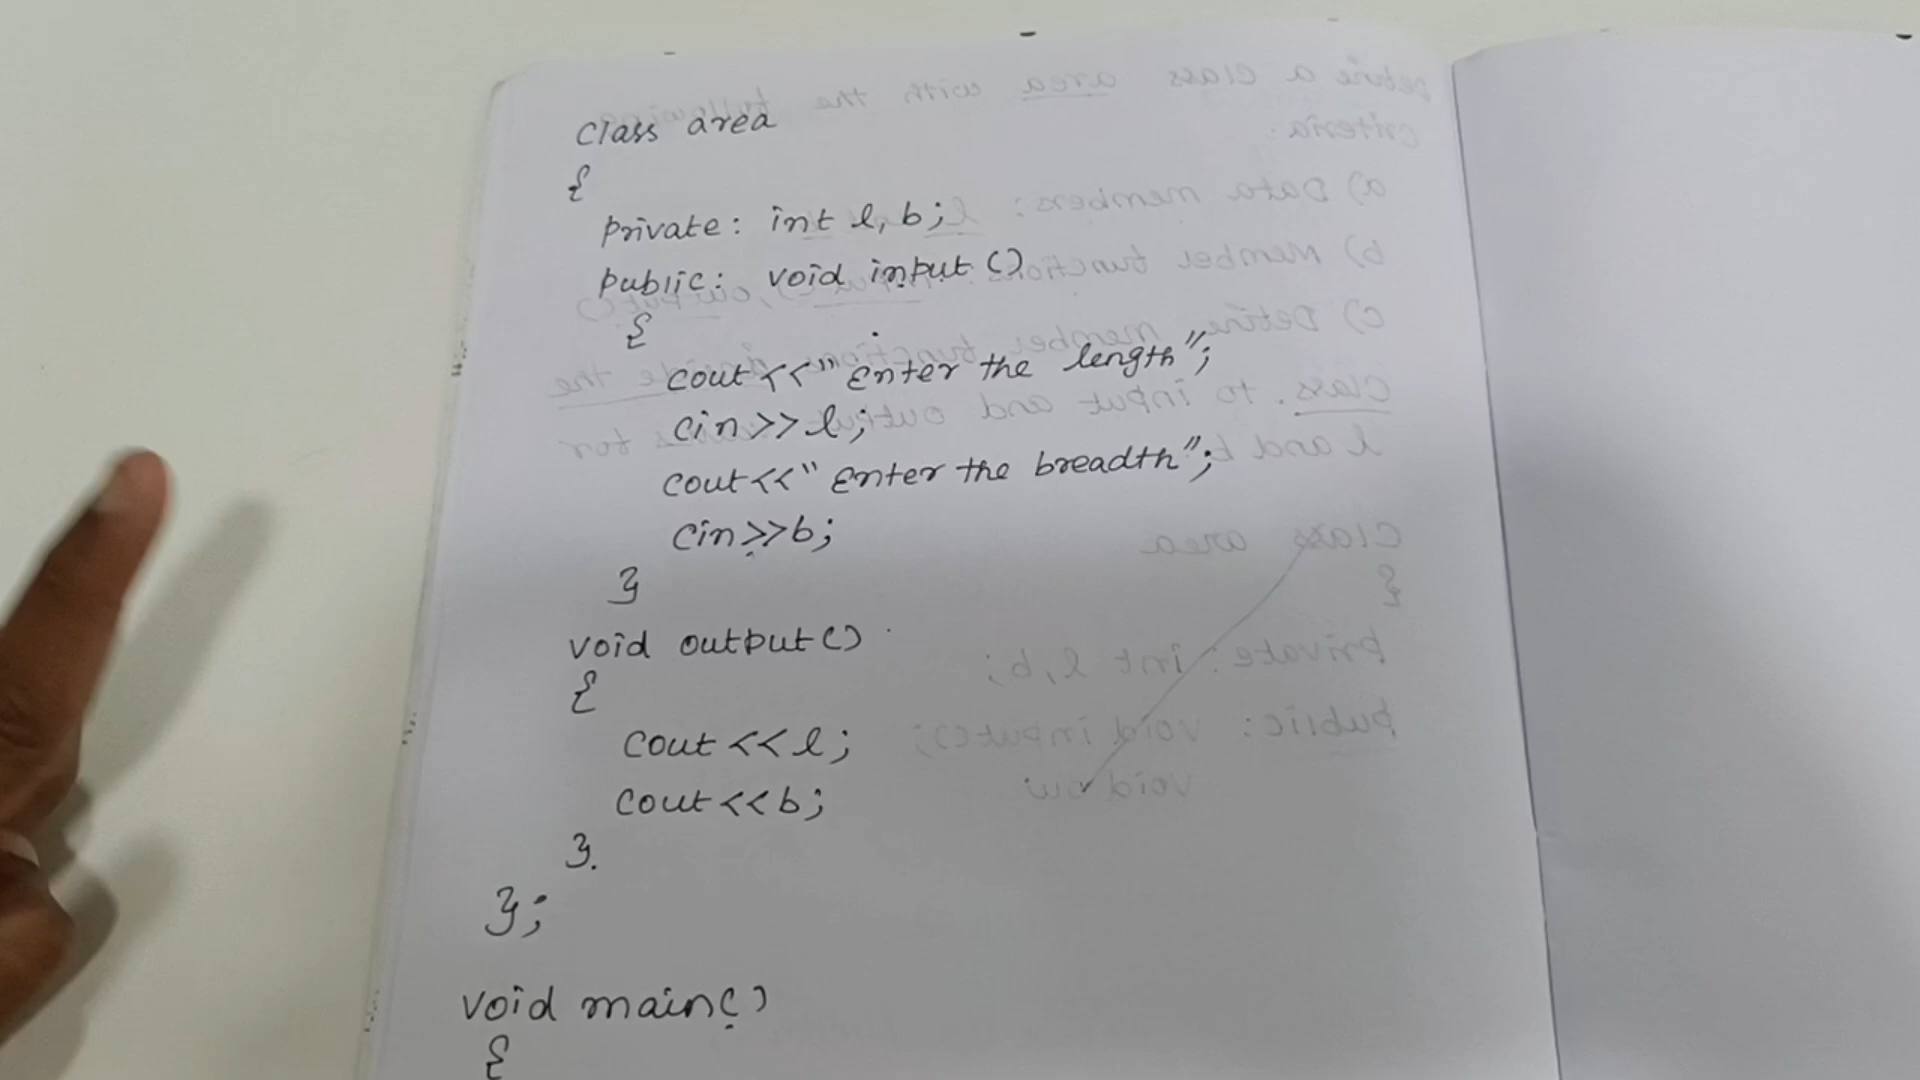 Class area
{
private: int l, b;
public: void input ()
{
cout <<" Enter the length";
cin>>l;
cout<<" Enter the breadth";
cin>>b;
}
void output()
{
cout <<l;
cout<<b;
}.
};
void main()
{